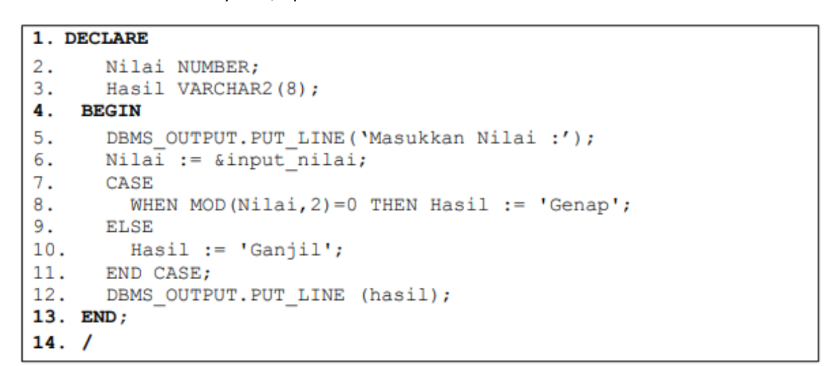 1. DECLARE
2. Nilai NUMBER;
3. Hasil VARCHAR2(8);
4. BEGIN
5. DBMS_OUTPUT.PUT_LINE(‘Masukkan Nilai :’);
6. Nilai := &input_nilai;
7. CASE
8. WHEN MOD(Nilai,2)=0 THEN Hasil := 'Genap';
9. ELSE
10. Hasil := 'Ganjil';
11. END CASE;
12. DBMS_OUTPUT.PUT_LINE (hasil);
13. END;
14. /